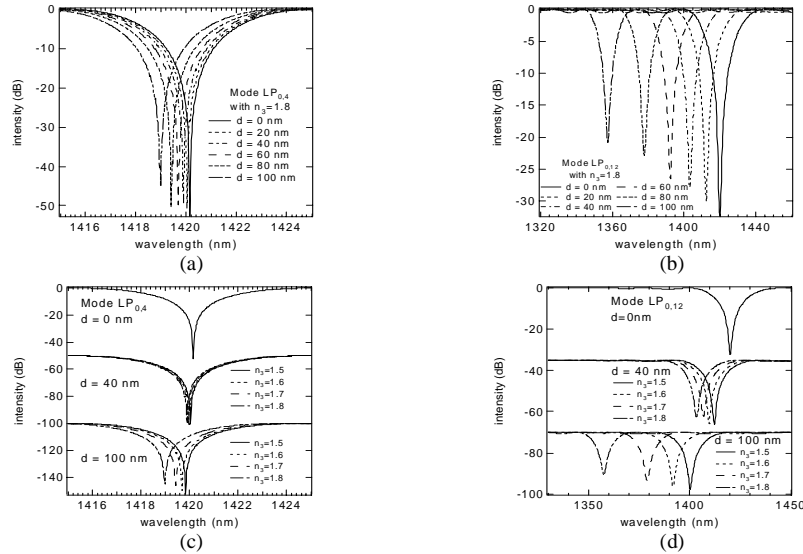 0
-10
-20
-30
-40
-50
intensity (dB)
Mode LP0,4
with n3=1.8
d = 0 nm
d = 20 nm
d = 40 nm
d = 60 nm
d = 80 nm
d = 100 nm
1416 1418 1420 1422 1424
wavelength (nm)
(a)
0
-5
-10
-15
-20
-25
-30
intensity (dB)
Mode LP0,12
with n3=1.8
d = 0 nm
d = 20 nm
d = 40 nm
d = 60 nm
d = 80 nm
d = 100 nm
1320 1360 1400 1440
wavelength (nm)
(b)
0
-20
-40
-60
-80
-100
-120
-140
intensity (dB)
Mode LP0,4
d = 0 nm
d = 40 nm
n3=1.5
n3=1.6
n3=1.7
n3=1.8
d = 100 nm
n3=1.5
n3=1.6
n3=1.7
n3=1.8
1416 1418 1420 1422 1424
wavelength (nm)
(c)
0
-20
-40
-60
-80
-100
intensity (dB)
Mode LP0,12
d=0nm
d = 40 nm
n3=1.5
n3=1.6
n3=1.7
n3=1.8
d = 100 nm
n3=1.5
n3=1.6
n3=1.7
n3=1.8
1350 1400 1450
wavelength (nm)
(d)